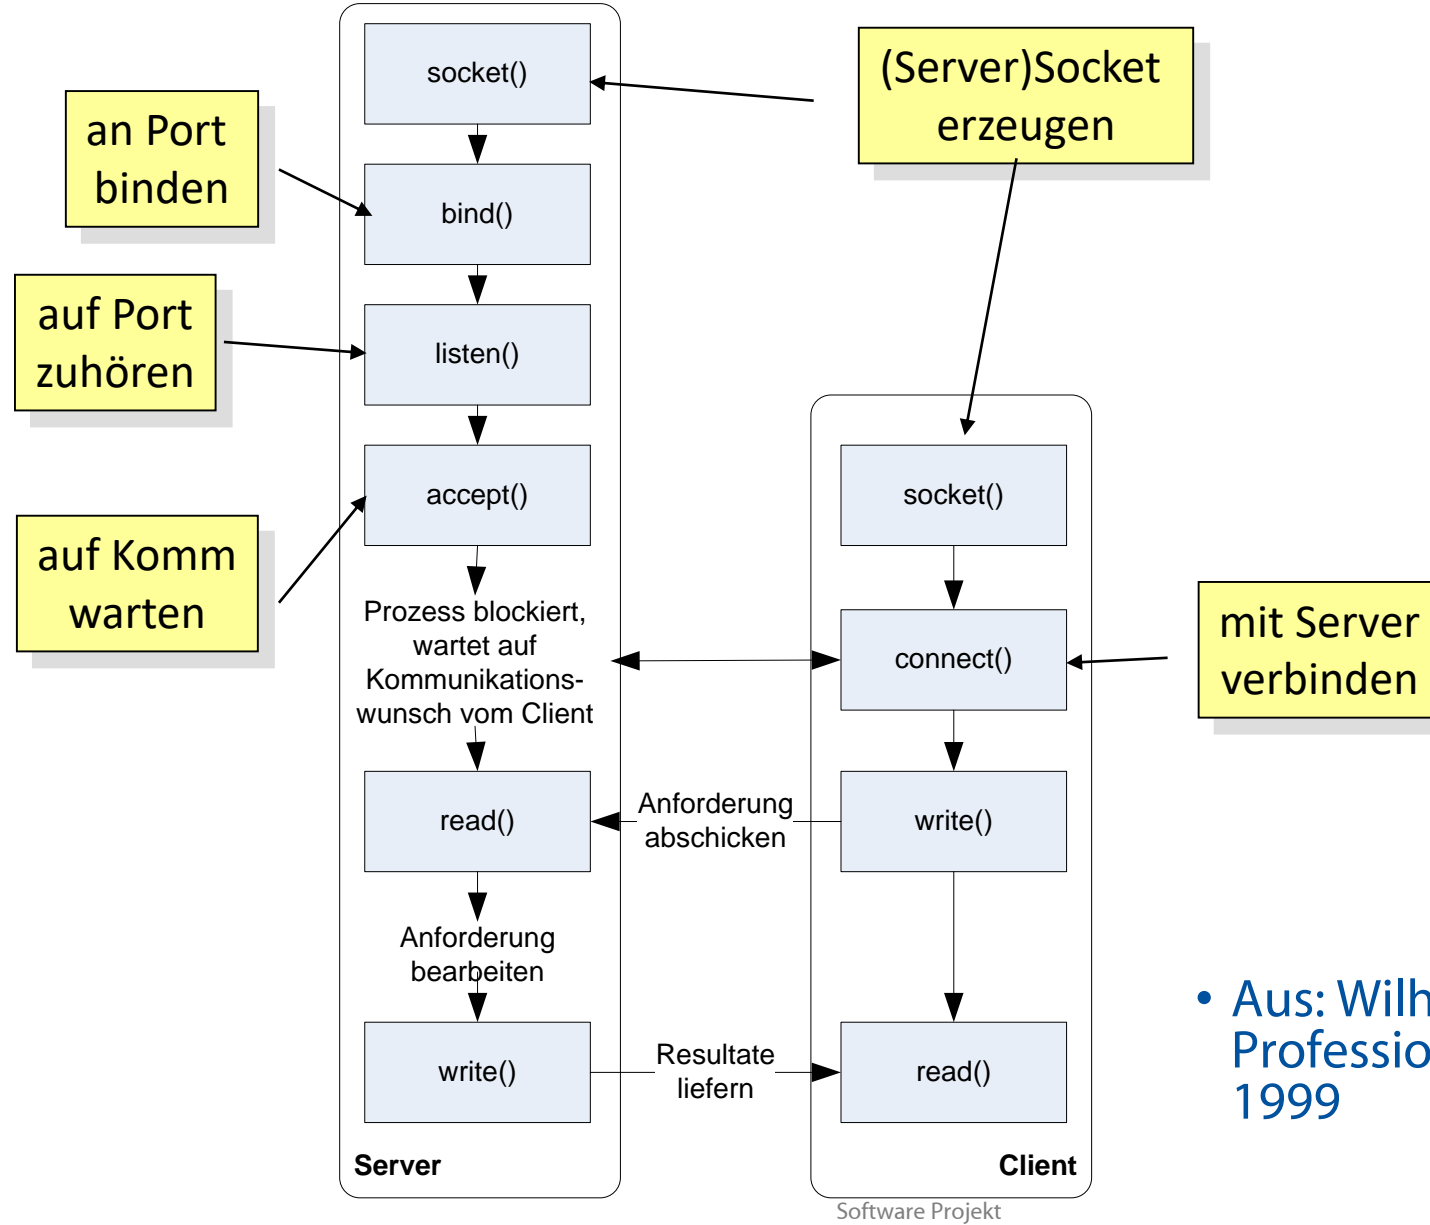 socket()
(Server)Socket
erzeugen
an Port
binden
bind()
auf Port
zuhören
listen()
accept()
socket()
auf Komm
warten
Prozess blockiert,
wartet auf
Kommunikations-
wunsch vom Client
connect()
mit Server
verbinden
read()
Anforderung
abschicken
write()
Anforderung
bearbeiten
write()
Resultate
liefern
read()
• Aus: Wilh
Professio
1999
Server
Client
Software Projekt